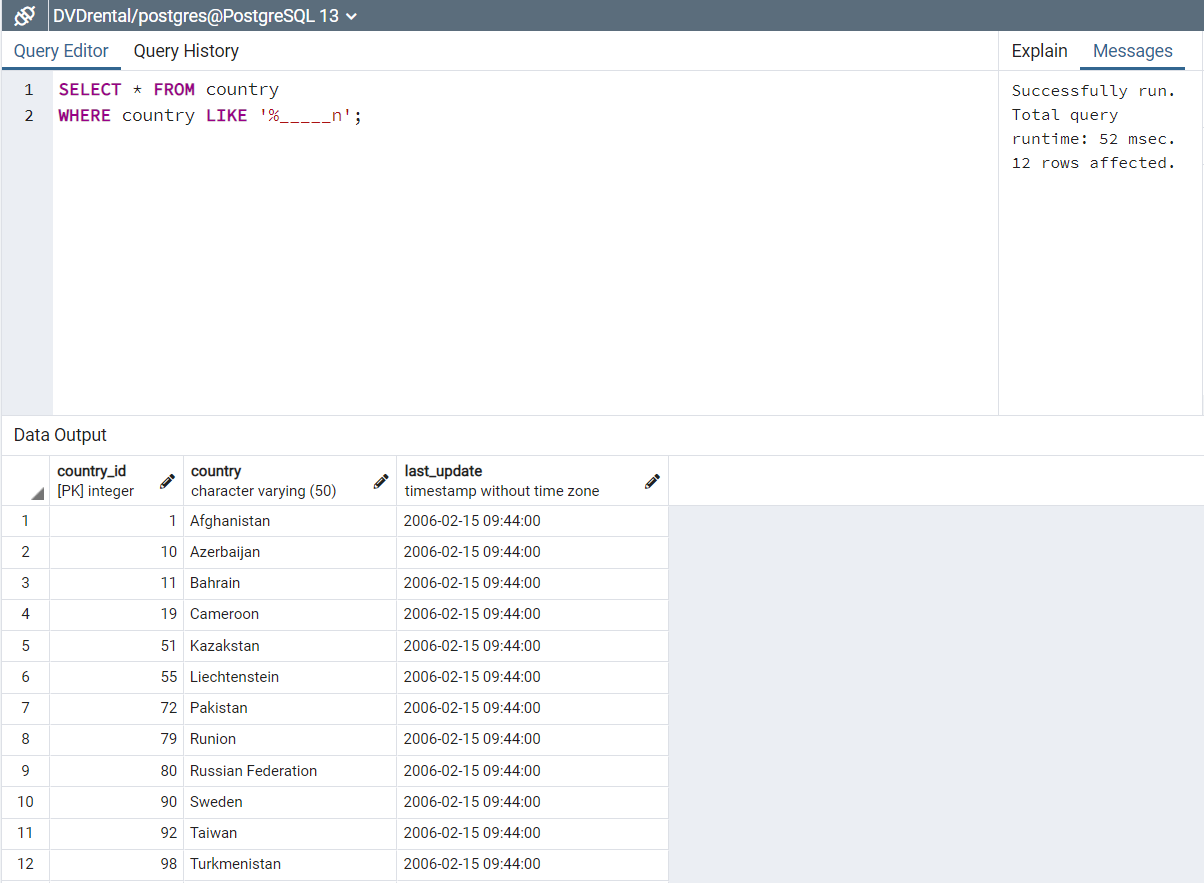 DVDrental/postgres@PostgreSQL 13
Query Editor Query History
Explain Messages
1 SELECT * FROM country
2 WHERE country LIKE '%_____n';
Successfully run.
Total query
runtime: 52 msec.
12 rows affected.
Data Output
country_id country last_update
[PK] integer character varying (50) timestamp without time zone
1 1 Afghanistan 2006-02-15 09:44:00
2 10 Azerbaijan 2006-02-15 09:44:00
3 11 Bahrain 2006-02-15 09:44:00
4 19 Cameroon 2006-02-15 09:44:00
5 51 Kazakstan 2006-02-15 09:44:00
6 55 Liechtenstein 2006-02-15 09:44:00
7 72 Pakistan 2006-02-15 09:44:00
8 79 Runion 2006-02-15 09:44:00
9 80 Russian Federation 2006-02-15 09:44:00
10 90 Sweden 2006-02-15 09:44:00
11 92 Taiwan 2006-02-15 09:44:00
12 98 Turkmenistan 2006-02-15 09:44:00